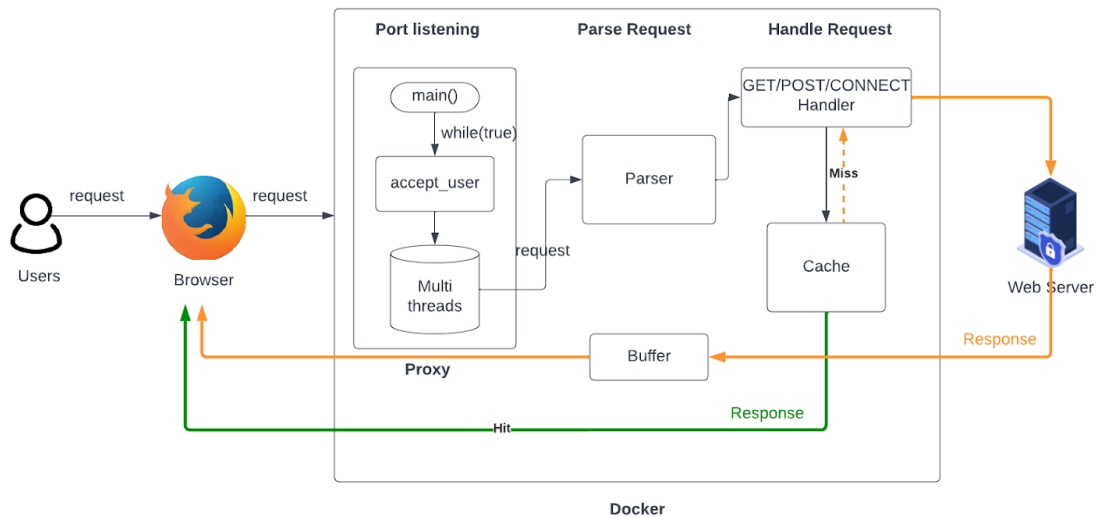 Port listening
Parse Request
Handle Request
main()
while(true)
accept_user
Multi
threads
Proxy
request
Users
request
Browser
request
Parser
GET/POST/CONNECT
Handler
Miss
Cache
Web Server
Response
Buffer
Response
Hit
Docker